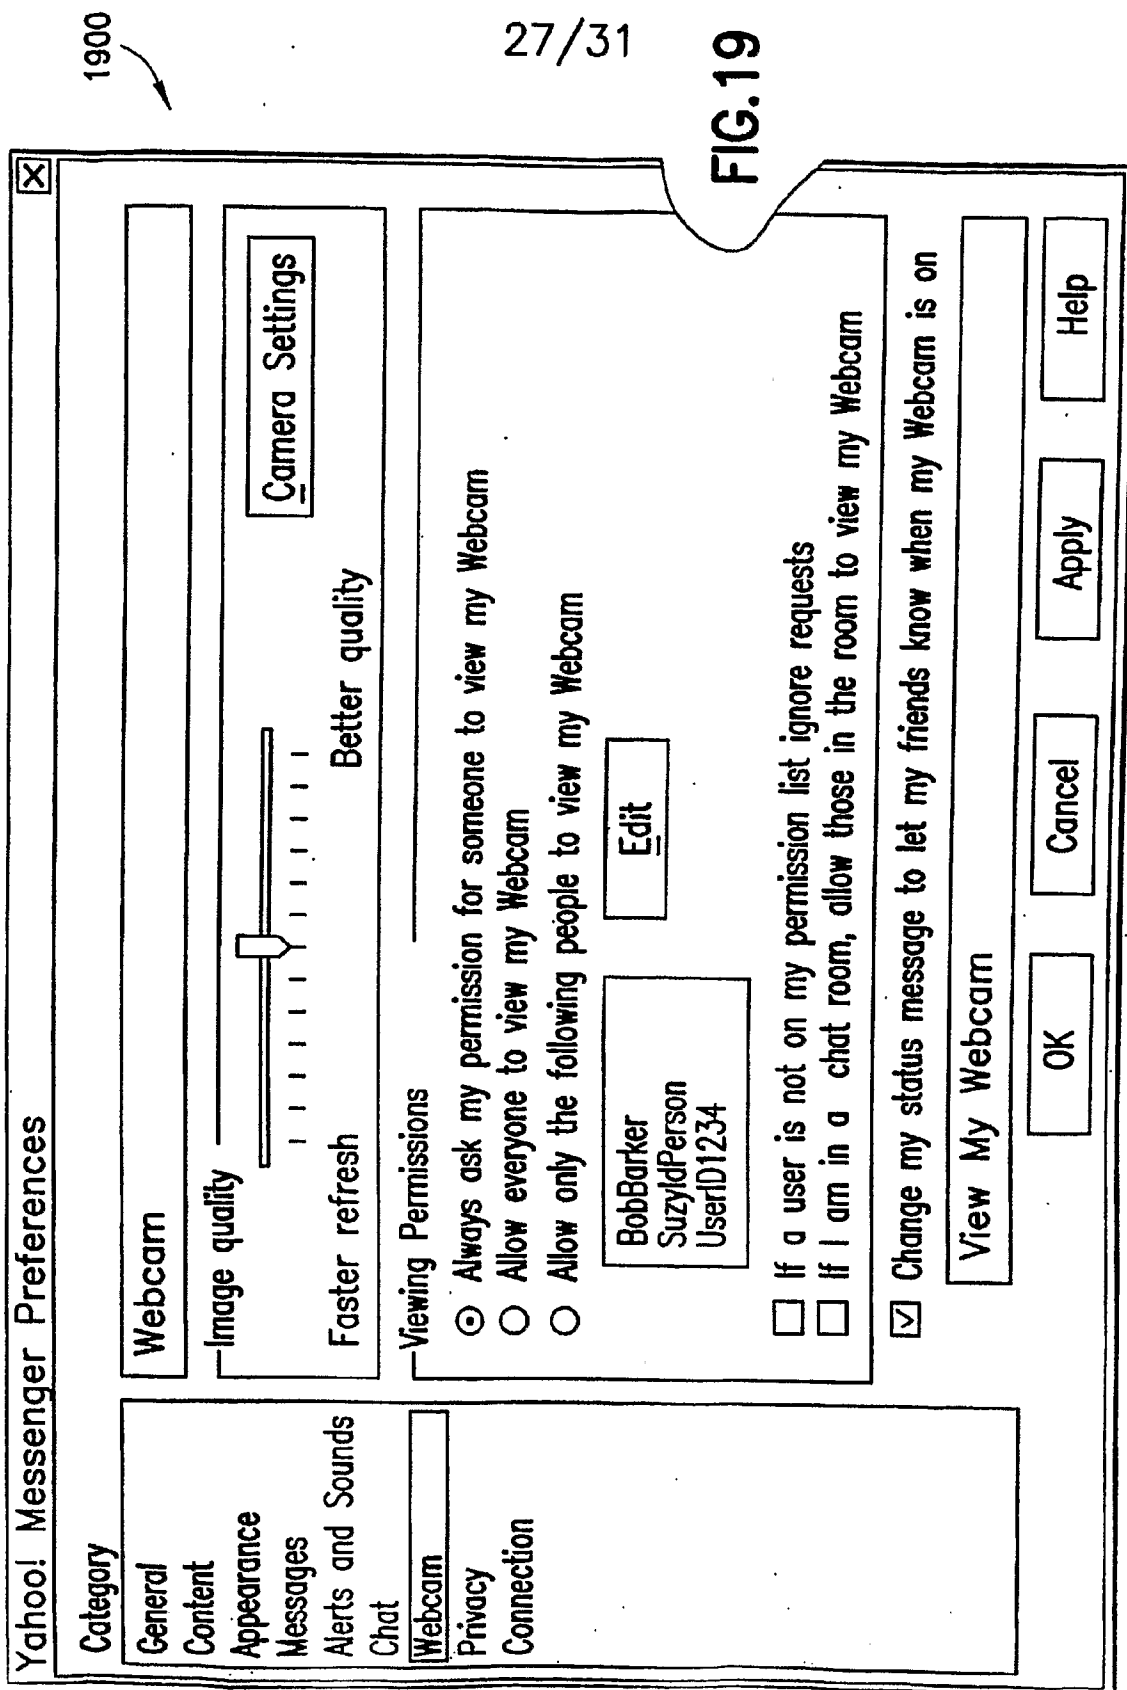 27/31
1900
Yahoo! Messenger Preferences
X
Category
General
Content
Appearance
Messages
Alerts and Sounds
Chat
Webcam
Privacy
Connection
Webcam
Image quality
Camera Settings
Faster refresh
Better quality
Viewing Permissions
Always ask my permission for someone to view my Webcam
Allow everyone to view my Webcam
Allow only the following people to view my Webcam
BobBarker
SuzyIdPerson
UserID1234
Edit
If a user is not on my permission list ignore requests
If I am in a chat room, allow those in the room to view my Webcam
Change my status message to let my friends know when my Webcam is on
View My Webcam
OK
Cancel
Apply
Help
FIG.19